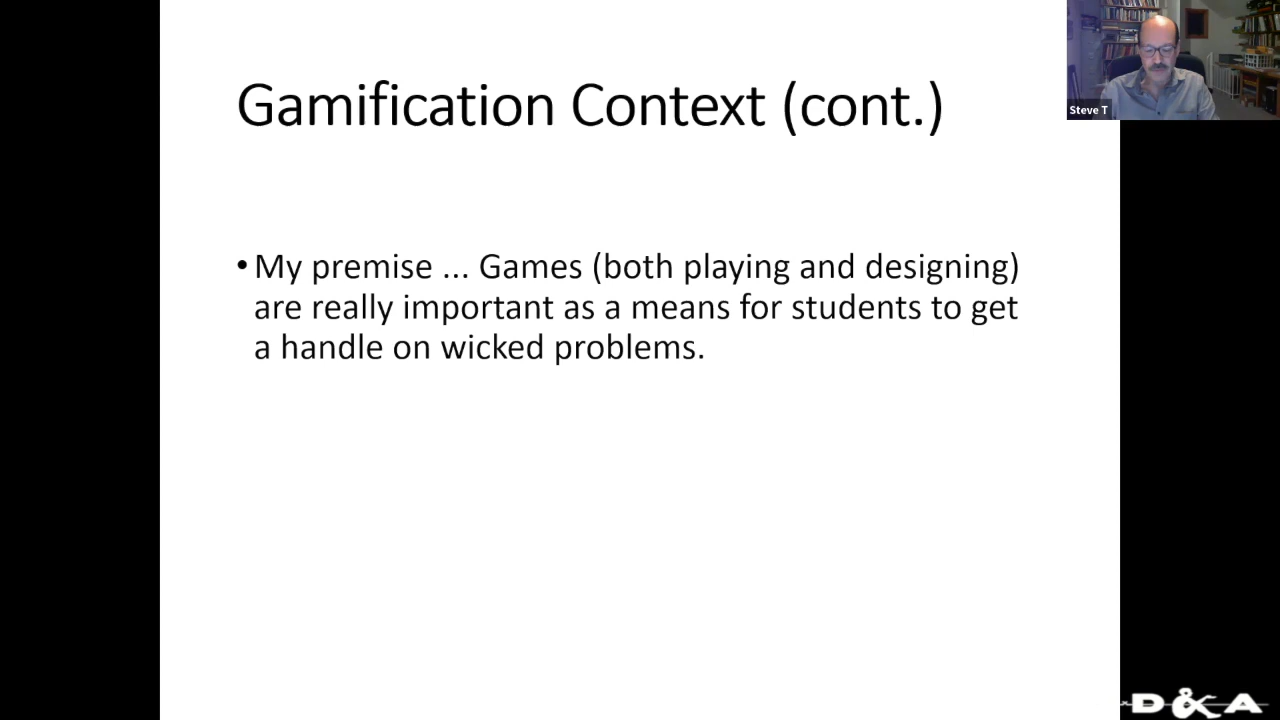 Gamification Context (cont.)
Steve T
• My premise ... Games (both playing and designing)
are really important as a means for students to get
a handle on wicked problems.
D&A